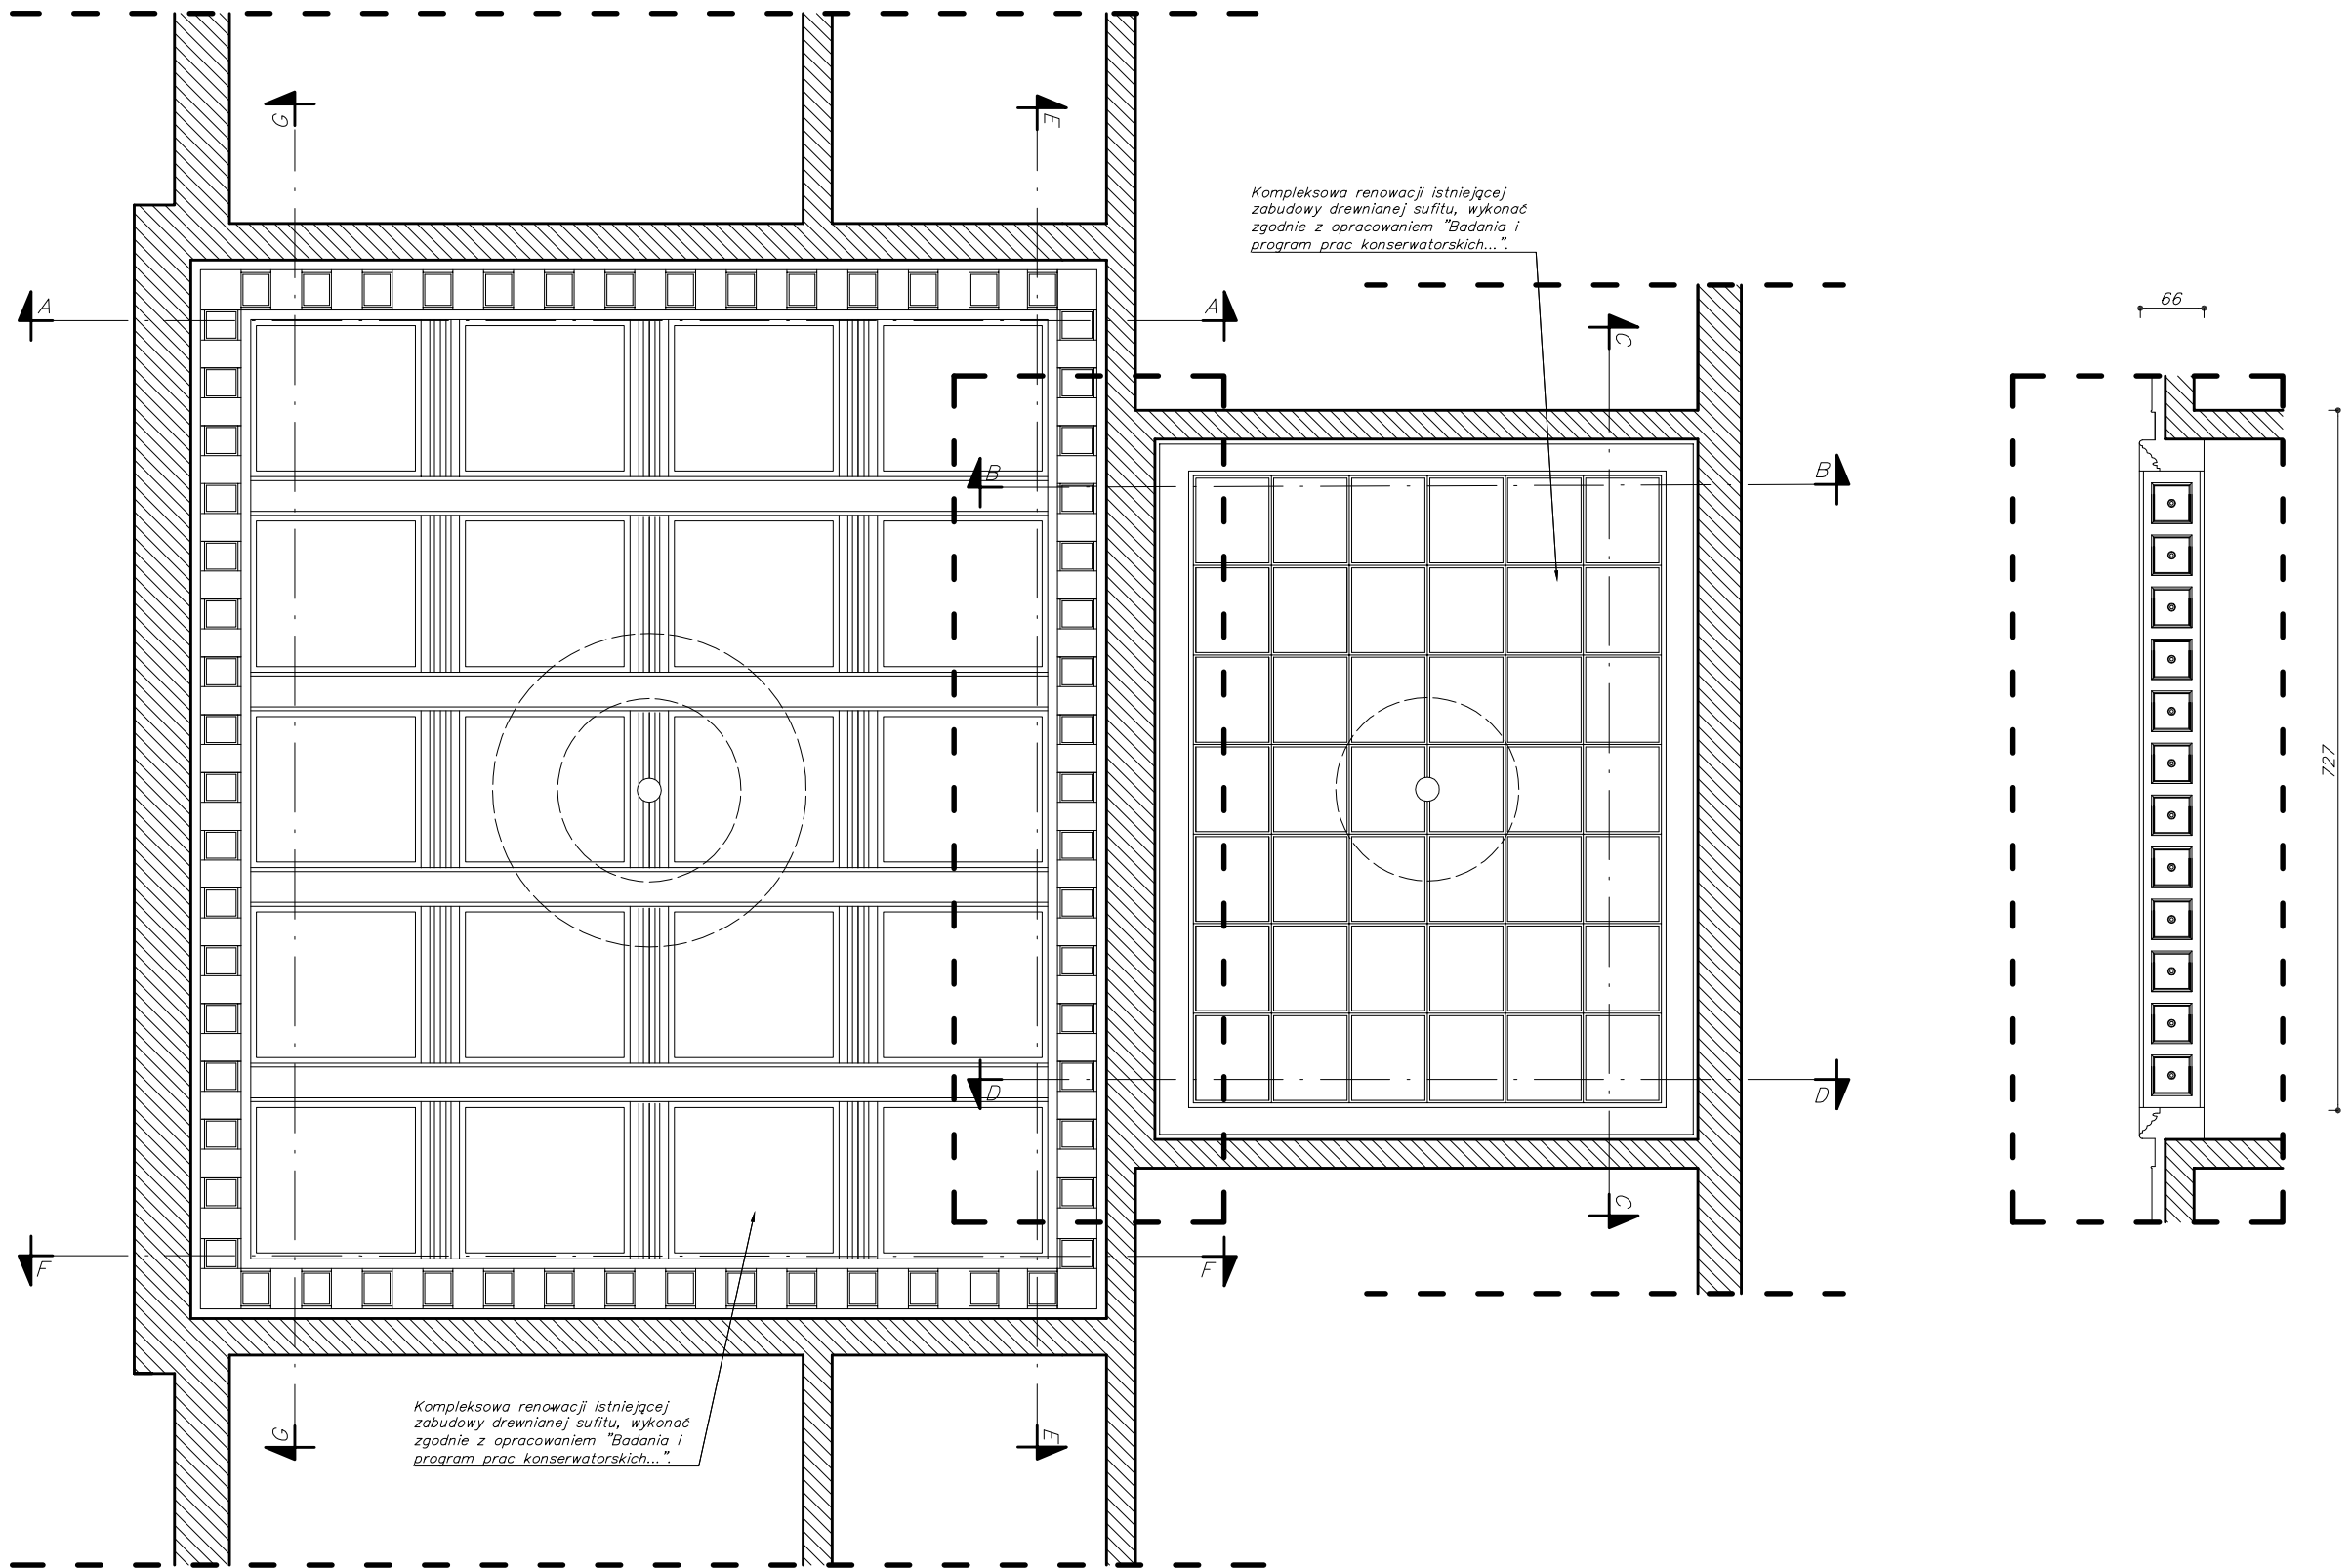 G
E
Kompleksowa renowacji istniejącej
zabudowy drewnianej sufitu, wykonać
zgodnie z opracowaniem "Badania i
program prac konserwatorskich...".
A
A
66
C
B
B
727
D
D
C
F
F
Kompleksowa renowacji istniejącej
zabudowy drewnianej sufitu, wykonać
zgodnie z opracowaniem "Badania i
program prac konserwatorskich...".
G
E